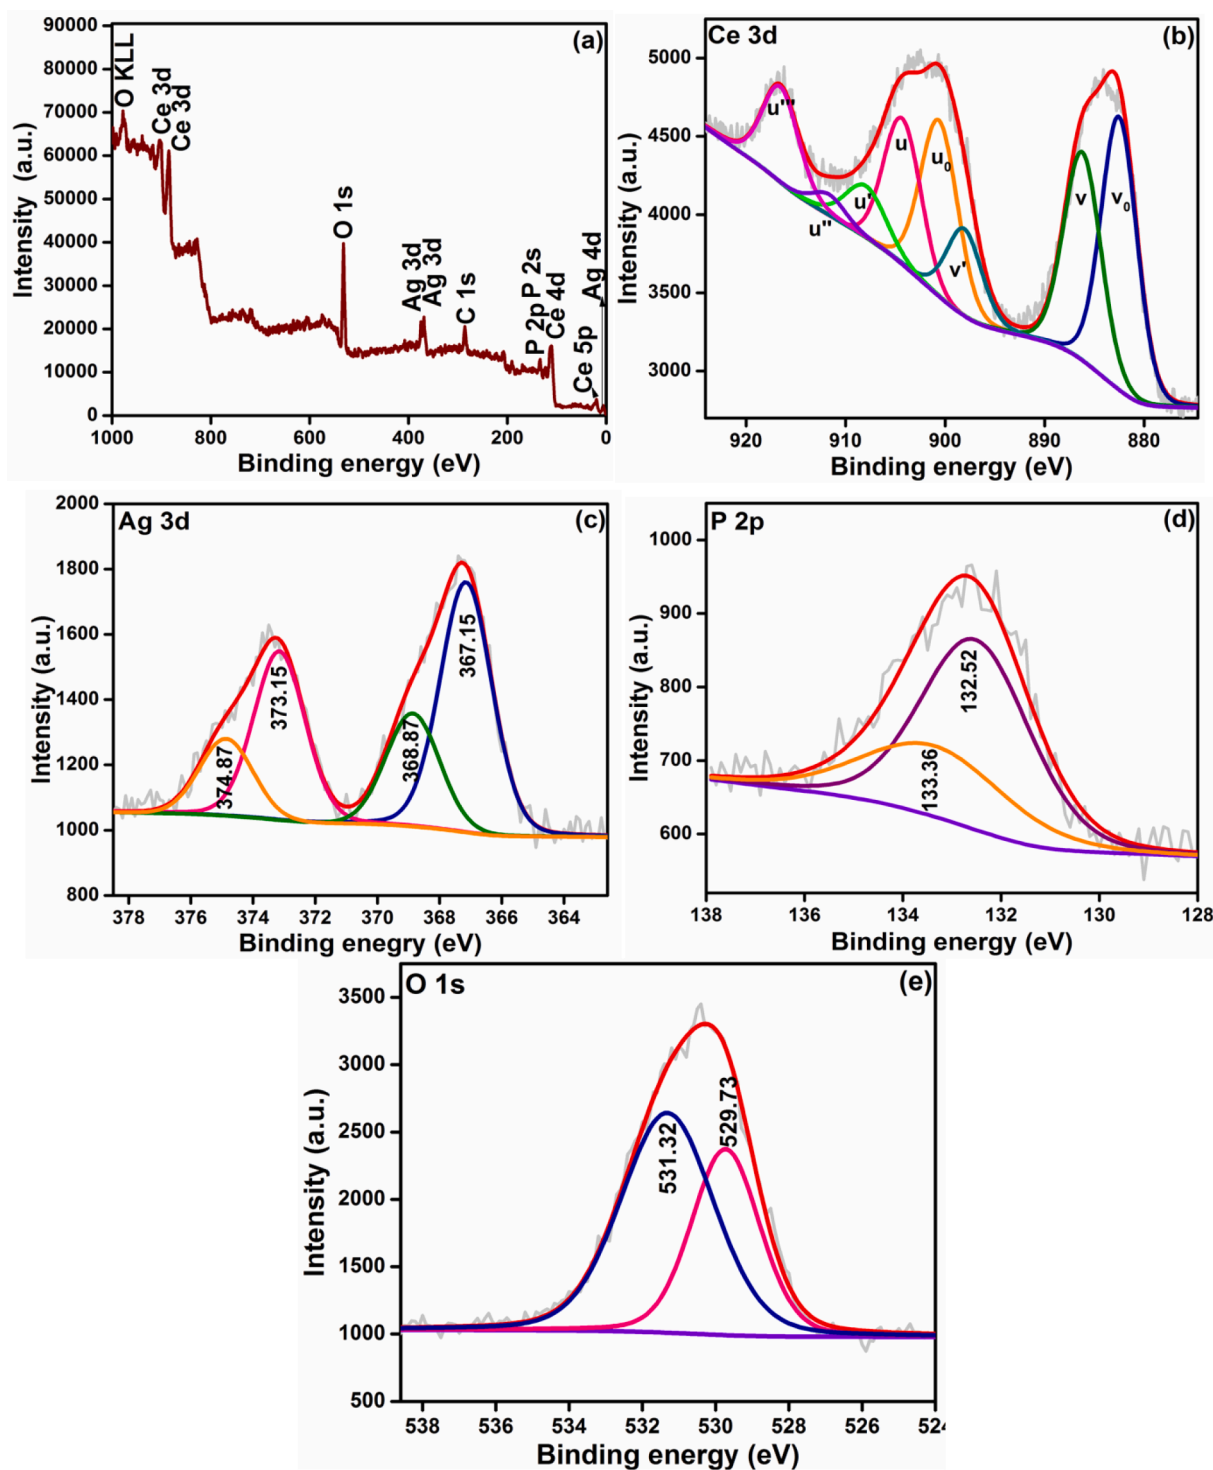 (a)
O KLL
Ce 3d
Ce 3d
O 1s
Ag 3d
Ag 3d
C 1s
P 2p
P 2s
Ce 4d
Ce 5p
Ag 4d
Intensity (a.u.)
90000
80000
70000
60000
50000
40000
30000
20000
10000
0
1000 800 600 400 200 0
Binding energy (eV)
Ce 3d (b)
u'''
u''
u'
u
u0
v'
v
v0
Intensity (a.u.)
5000
4500
4000
3500
3000
920 910 900 890 880
Binding energy (eV)
Ag 3d (c)
374.87
373.15
368.87
367.15
Intensity (a.u.)
2000
1800
1600
1400
1200
1000
800
378 376 374 372 370 368 366 364
Binding enegry (eV)
P 2p (d)
133.36
132.52
Intensity (a.u.)
1000
900
800
700
600
138 136 134 132 130 128
Binding energy (eV)
O 1s (e)
531.32
529.73
Intensity (a.u.)
3500
3000
2500
2000
1500
1000
500
538 536 534 532 530 528 526 524
Binding energy (eV)